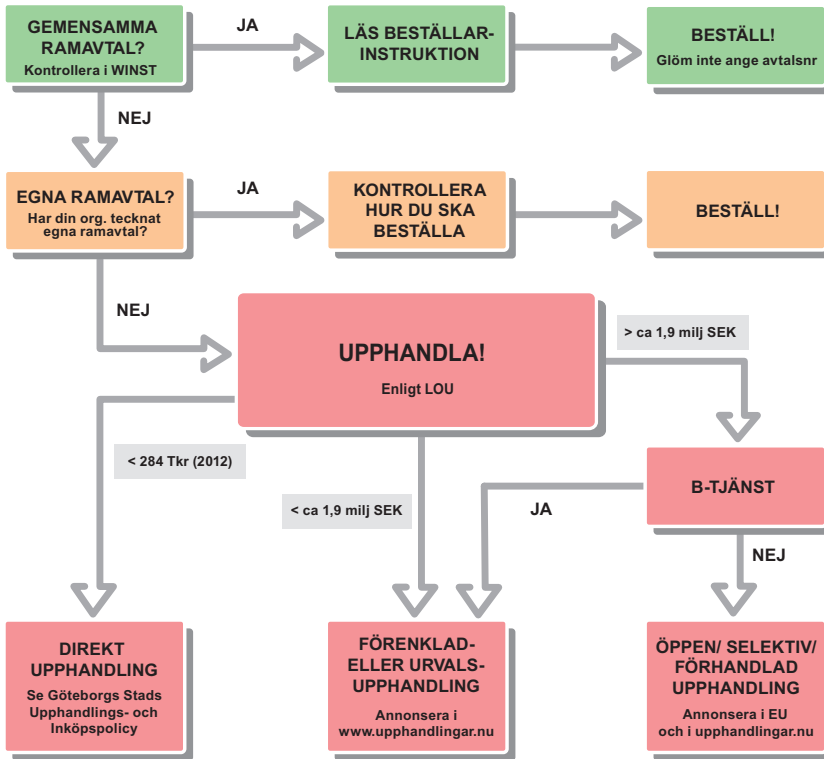 GEMENSAMMA
RAMAVTAL?
Kontrollera i WINST
JA
LÄS BESTÄLLAR-
INSTRUKTION
BESTÄLL!
Glöm inte ange avtalsnr
NEJ
EGNA RAMAVTAL?
Har din org. tecknat
egna ramavtal?
JA
KONTROLLERA
HUR DU SKA
BESTÄLLA
BESTÄLL!
NEJ
UPPHANDLA!
Enligt LOU
> ca 1,9 milj SEK
< 284 Tkr (2012)
< ca 1,9 milj SEK
B-TJÄNST
JA
NEJ
DIREKT
UPPHANDLING
Se Göteborgs Stads
Upphandlings- och
Inköpspolicy
FÖRENKLAD-
ELLER URVALS-
UPPHANDLING
Annonsera i
www.upphandlingar.nu
ÖPPEN/ SELEKTIV/
FÖRHANDLAD
UPPHANDLING
Annonsera i EU
och i upphandlingar.nu